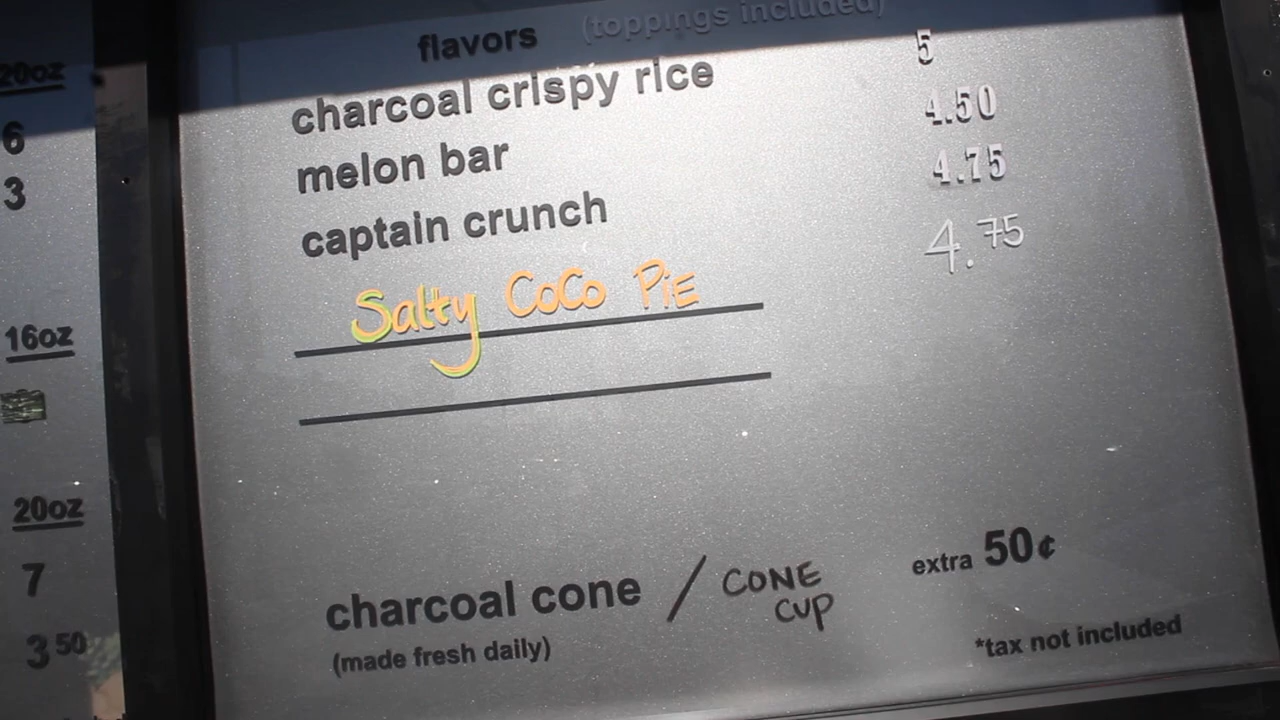 20oz
6
3
16oz
20oz
7
3 50
flavors (toppings included)
charcoal crispy rice 5
melon bar 4.50
captain crunch 4.75
Salty CoCo PiE 4.75
charcoal cone / CONE CUP extra 50¢
(made fresh daily) *tax not included